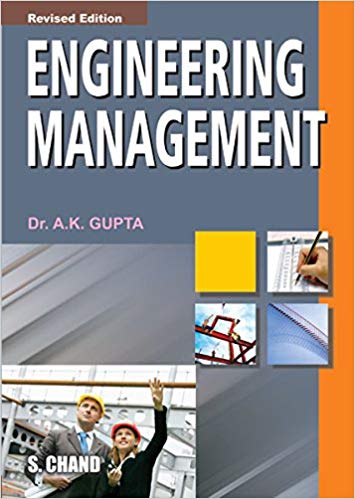 Revised Edition
ENGINEERING
MANAGEMENT
Dr. A.K. GUPTA
S. CHAND